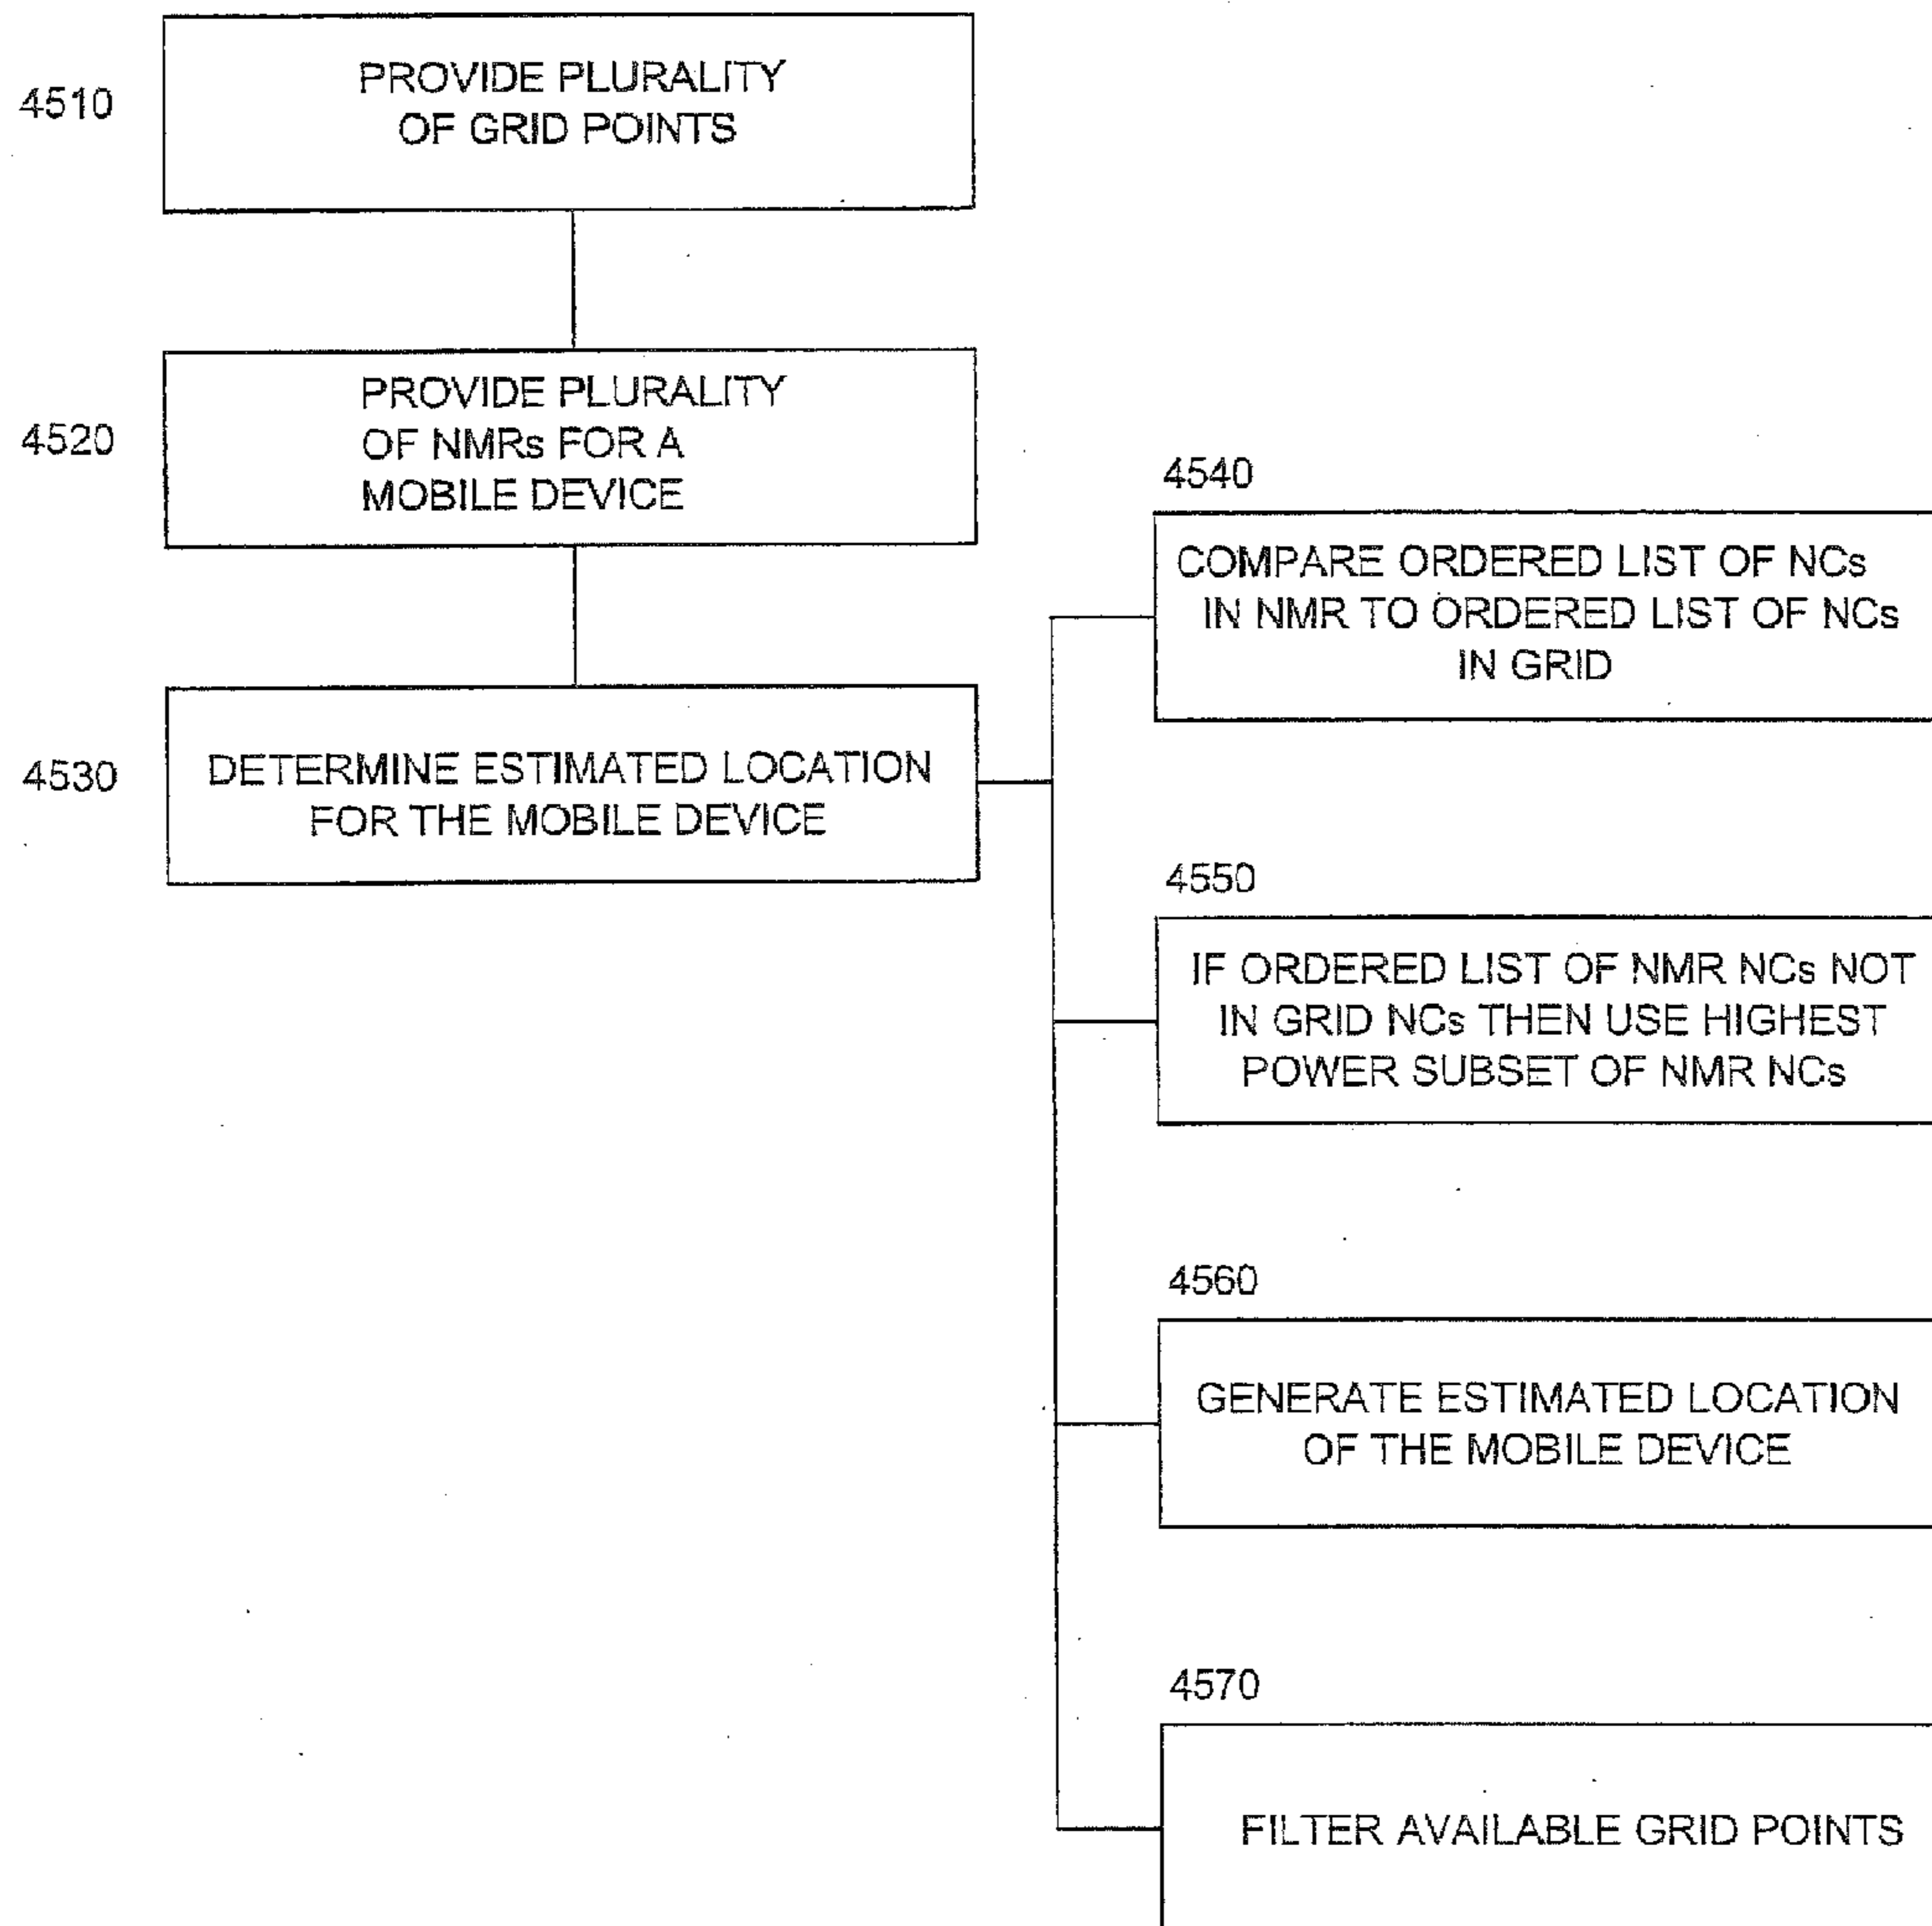 4510
PROVIDE PLURALITY
OF GRID POINTS
4520
PROVIDE PLURALITY
OF NMRs FOR A
MOBILE DEVICE
4530
DETERMINE ESTIMATED LOCATION
FOR THE MOBILE DEVICE
4540
COMPARE ORDERED LIST OF NCs
IN NMR TO ORDERED LIST OF NCs
IN GRID
4550
IF ORDERED LIST OF NMR NCs NOT
IN GRID NCs THEN USE HIGHEST
POWER SUBSET OF NMR NCs
4560
GENERATE ESTIMATED LOCATION
OF THE MOBILE DEVICE
4570
FILTER AVAILABLE GRID POINTS